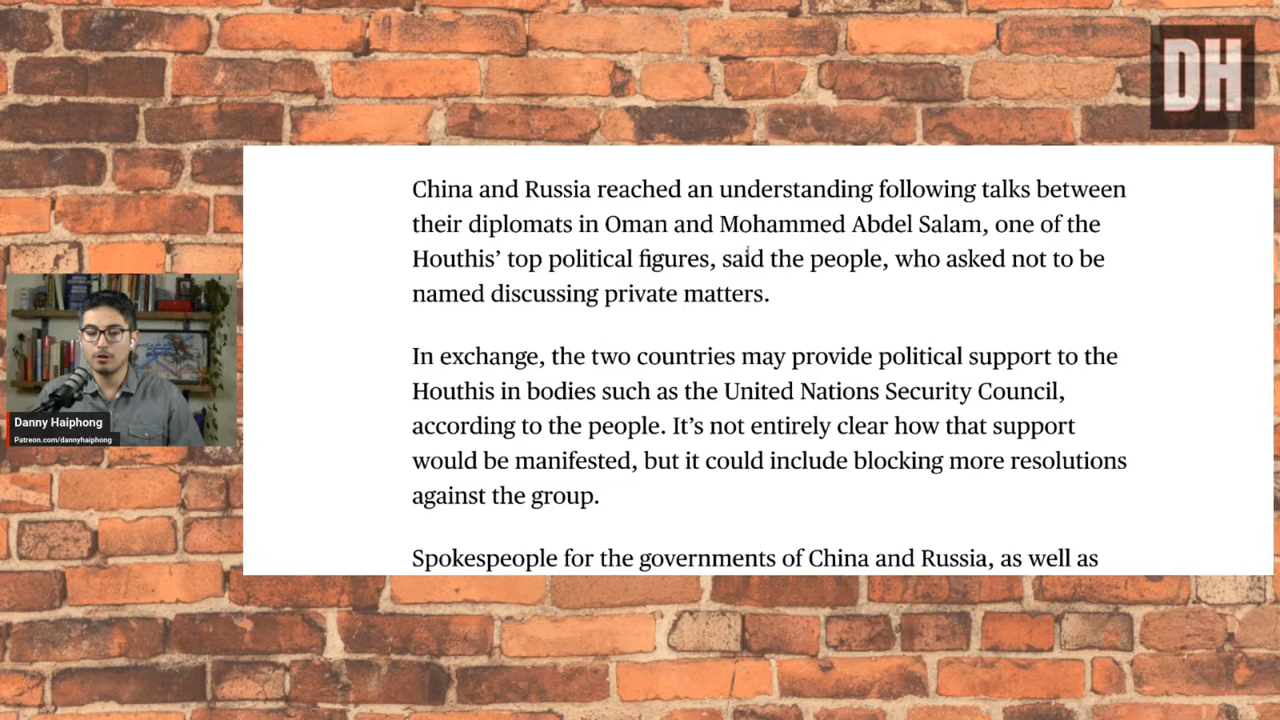 DH
China and Russia reached an understanding following talks between
their diplomats in Oman and Mohammed Abdel Salam, one of the
Houthis’ top political figures, said the people, who asked not to be
named discussing private matters.
In exchange, the two countries may provide political support to the
Houthis in bodies such as the United Nations Security Council,
according to the people. It’s not entirely clear how that support
would be manifested, but it could include blocking more resolutions
against the group.
Spokespeople for the governments of China and Russia, as well as
Danny Haiphong
Patreon.com/dannyhaiphong